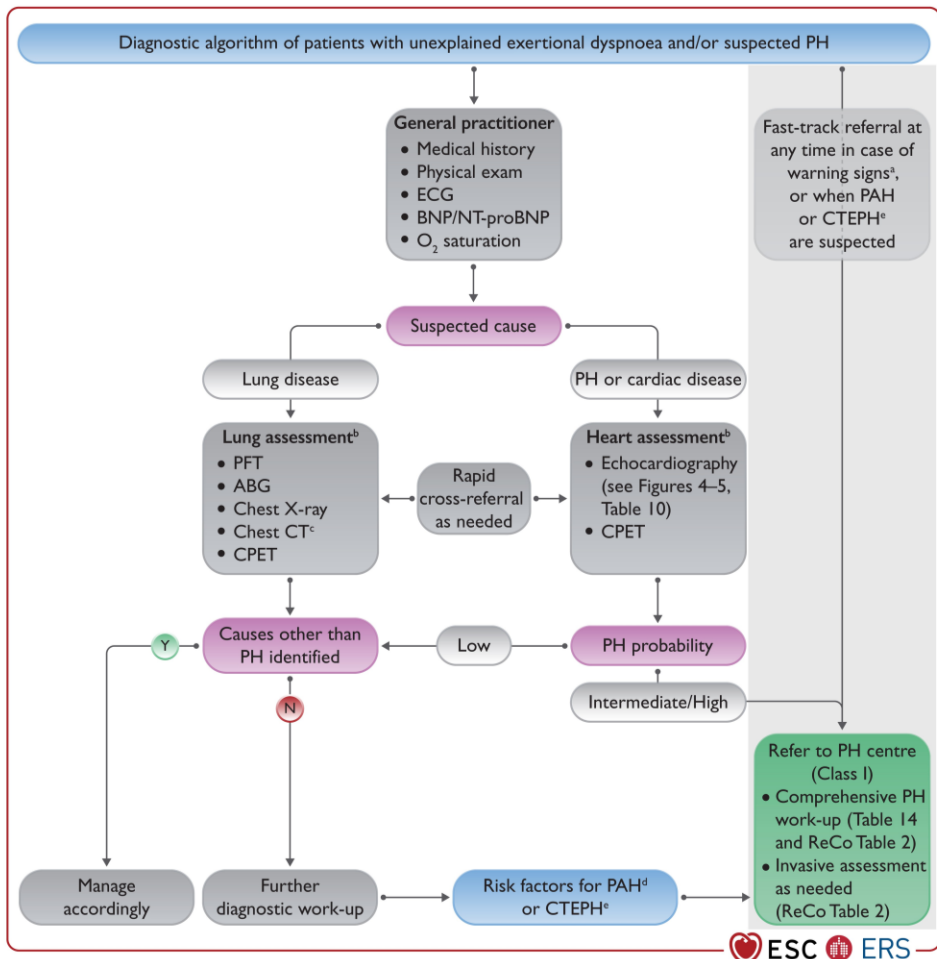 Diagnostic algorithm of patients with unexplained exertional dyspnoea and/or suspected PH
General practitioner
• Medical history
• Physical exam
• ECG
• BNP/NT-proBNP
• O₂ saturation
Fast-track referral at
any time in case of
warning signsᵃ,
or when PAH
or CTEPHᵉ
are suspected
Suspected cause
Lung disease
PH or cardiac disease
Lung assessmentᵇ
• PFT
• ABG
• Chest X-ray
• Chest CTᶜ
• CPET
Rapid
cross-referral
as needed
Heart assessmentᵇ
• Echocardiography
(see Figures 4–5,
Table 10)
• CPET
Y
Causes other than
PH identified
Low
PH probability
N
Intermediate/High
Refer to PH centre
(Class I)
• Comprehensive PH
work-up (Table 14
and ReCo Table 2)
• Invasive assessment
as needed
(ReCo Table 2)
Manage
accordingly
Further
diagnostic work-up
Risk factors for PAHᵈ
or CTEPHᵉ
ESC ERS